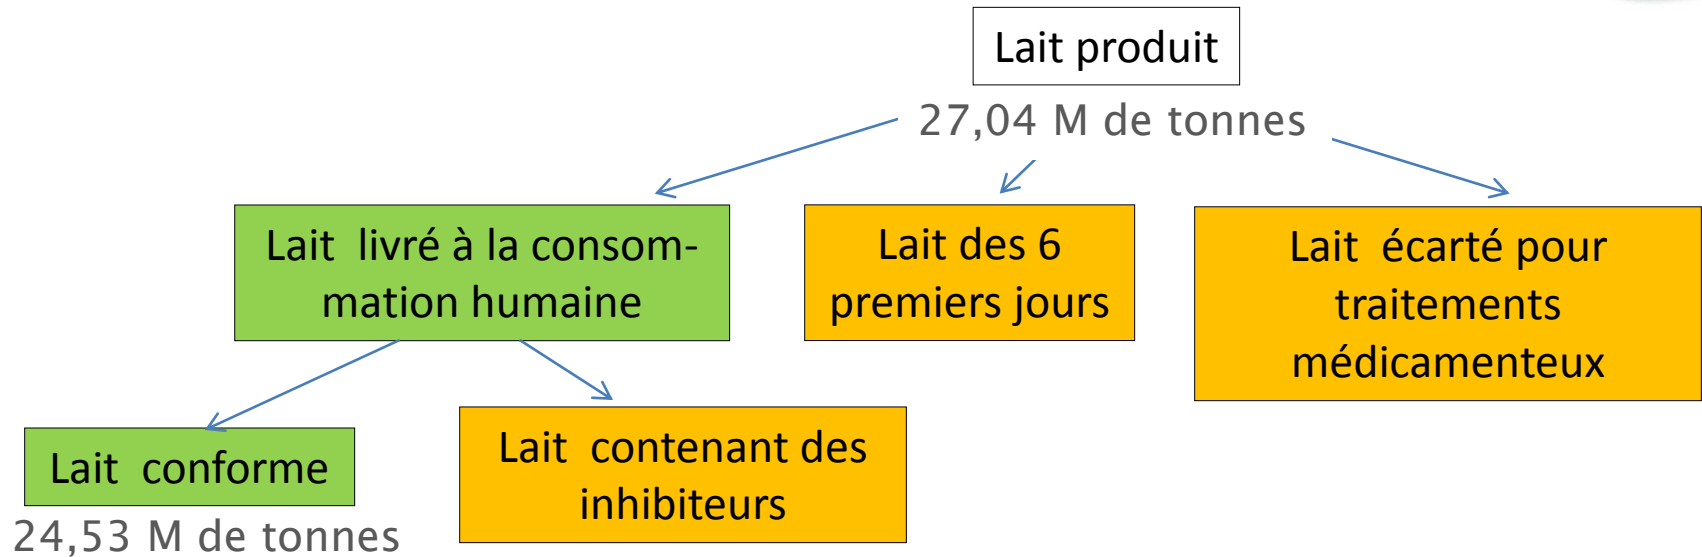 Lait produit
27,04 M de tonnes
Lait livré à la consom-
mation humaine
Lait des 6
premiers jours
Lait écarté pour
traitements
médicamenteux
Lait conforme
24,53 M de tonnes
Lait contenant des
inhibiteurs